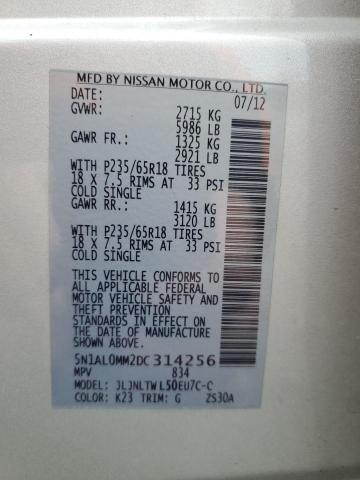 MFD BY NISSAN MOTOR CO., LTD.
DATE: 07/12
GVWR: 2715 KG
5986 LB
GAWR FR.: 1325 KG
2921 LB
WITH P235/65R18 TIRES
18 X 7.5 RIMS AT 33 PSI
COLD SINGLE
GAWR RR.: 1415 KG
3120 LB
WITH P235/65R18 TIRES
18 X 7.5 RIMS AT 33 PSI
COLD SINGLE
THIS VEHICLE CONFORMS TO
ALL APPLICABLE FEDERAL
MOTOR VEHICLE SAFETY
AND THEFT PREVENTION
STANDARDS IN EFFECT ON
THE DATE OF MANUFACTURE
SHOWN ABOVE.
5N1AL0MM2DC314256
MPV 834
MODEL: JLJNLTWL50EU7C-C
COLOR: K23 TRIM: G ZS30A